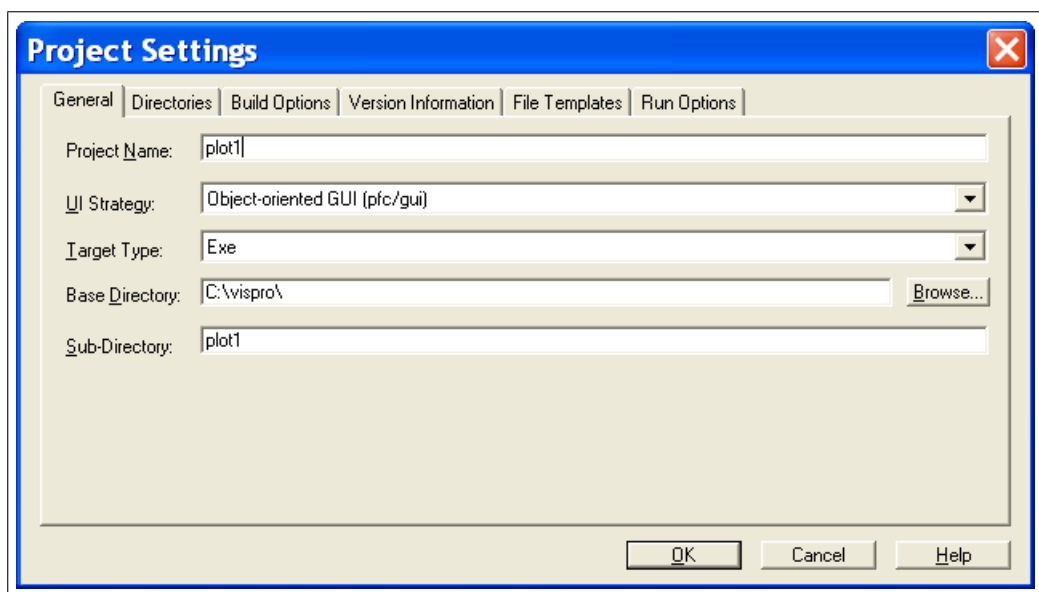 Project Settings
General Directories Build Options Version Information File Templates Run Options
Project Name: plot1
UI Strategy: Object-oriented GUI (pfc/gui)
Target Type: Exe
Base Directory: C:\vispro\ Browse...
Sub-Directory: plot1
OK Cancel Help